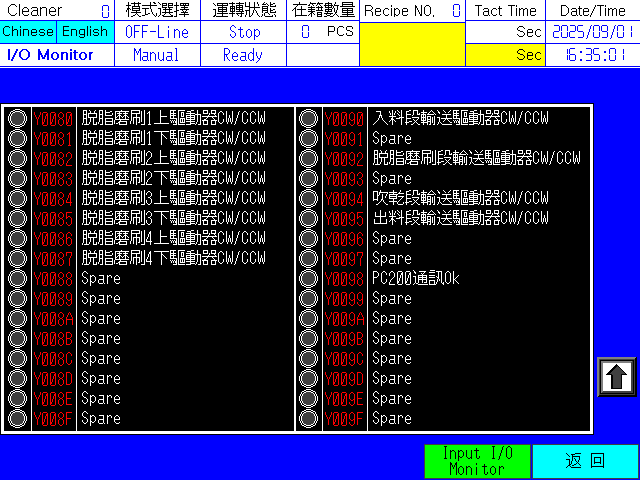 Cleaner 0 模式選擇 運轉狀態 在籍數量 Recipe NO. 0 Tact Time Date/Time
Chinese English OFF-Line Stop 0 PCS Sec 2025/09/01
I/O Monitor Manual Ready Sec 16:35:01
Y0080 脱脂磨刷1上驅動器CW/CCW Y0090 入料段輸送驅動器CW/CCW
Y0081 脱脂磨刷1下驅動器CW/CCW Y0091 Spare
Y0082 脱脂磨刷2上驅動器CW/CCW Y0092 脱脂磨刷段輸送驅動器CW/CCW
Y0083 脱脂磨刷2下驅動器CW/CCW Y0093 Spare
Y0084 脱脂磨刷3上驅動器CW/CCW Y0094 吹乾段輸送驅動器CW/CCW
Y0085 脱脂磨刷3下驅動器CW/CCW Y0095 出料段輸送驅動器CW/CCW
Y0086 脱脂磨刷4上驅動器CW/CCW Y0096 Spare
Y0087 脱脂磨刷4下驅動器CW/CCW Y0097 Spare
Y0088 Spare Y0098 PC200通訊Ok
Y0089 Spare Y0099 Spare
Y008A Spare Y009A Spare
Y008B Spare Y009B Spare
Y008C Spare Y009C Spare
Y008D Spare Y009D Spare
Y008E Spare Y009E Spare
Y008F Spare Y009F Spare
Input I/O
Monitor
返 回